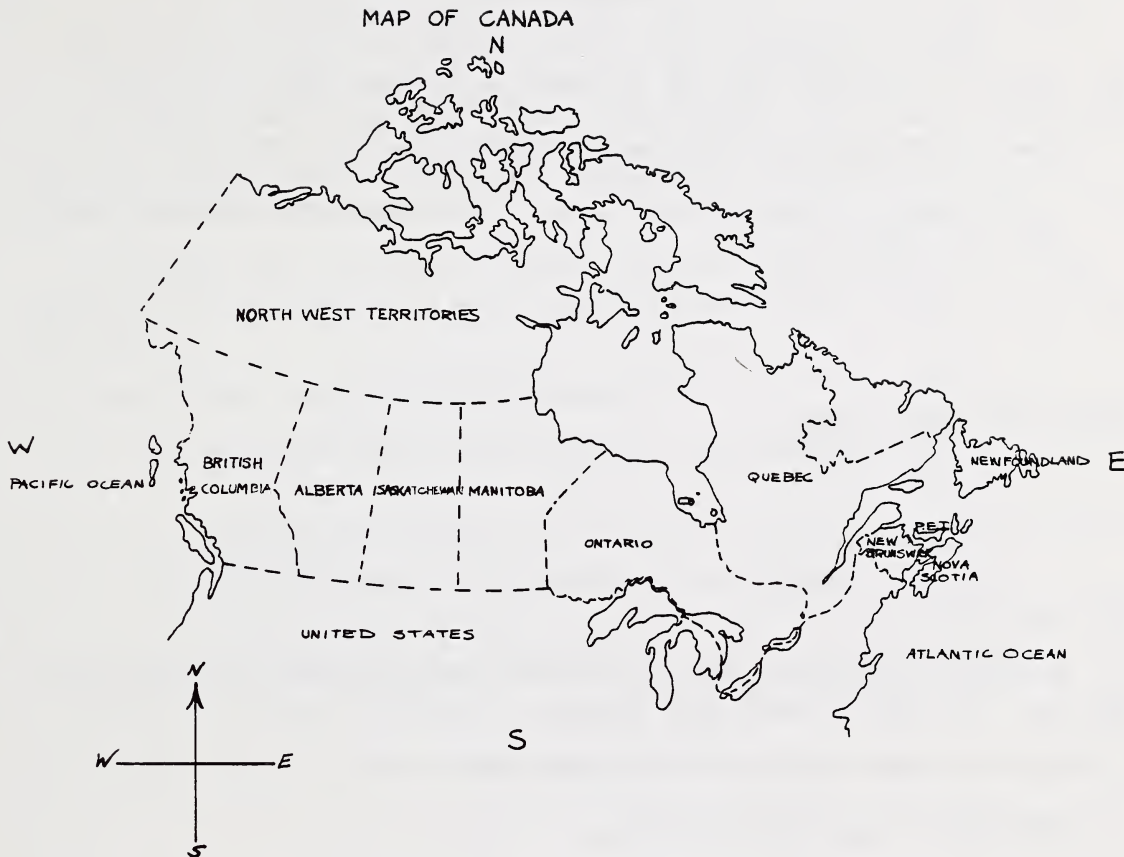 MAP OF CANADA
N
NORTH WEST TERRITORIES
W
E
PACIFIC OCEAN
BRITISH
COLUMBIA
ALBERTA
SASKATCHEWAN
MANITOBA
ONTARIO
QUEBEC
NEWFOUNDLAND
P.E.I
NEW
BRUNSWICK
NOVA
SCOTIA
UNITED STATES
ATLANTIC OCEAN
S
N
W
E
S